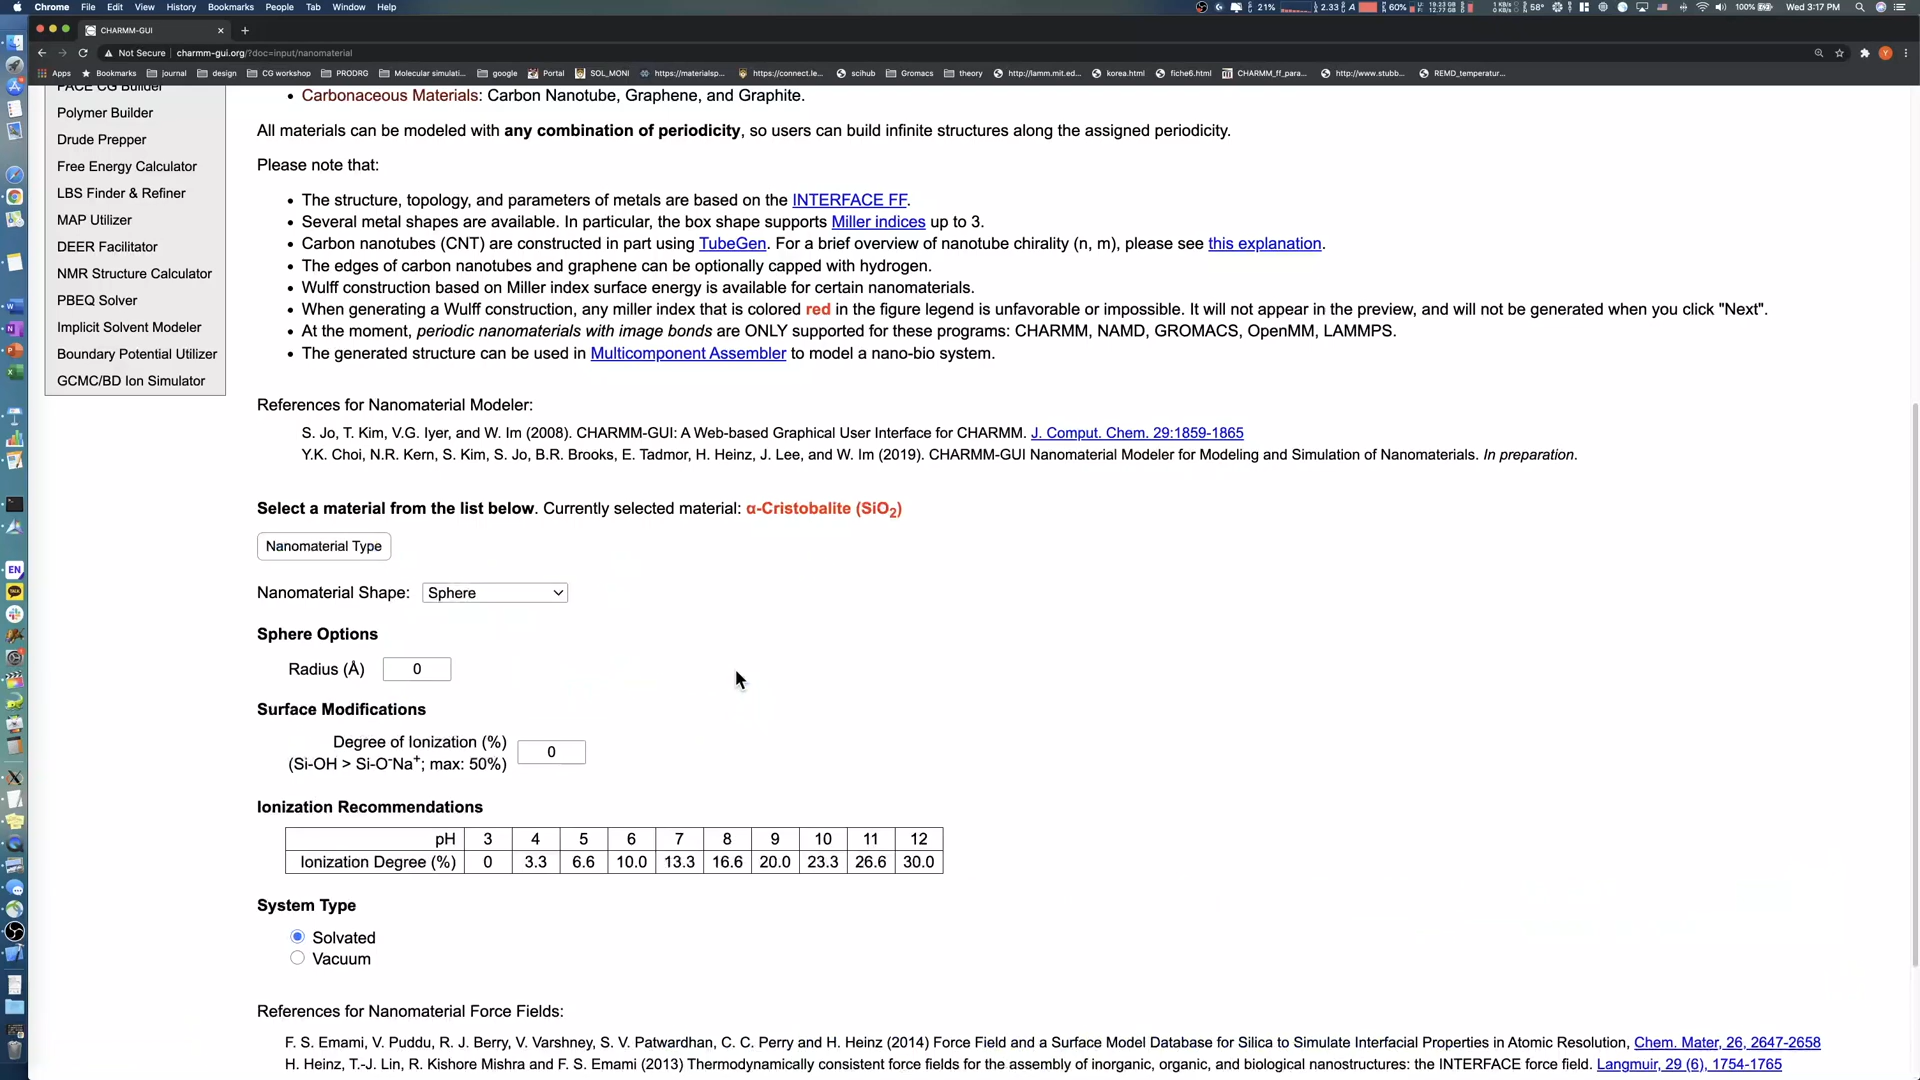 Chrome File Edit View History Bookmarks People Tab Window Help
21% 2.33 60% 58° 100% Wed 3:17 PM
CHARMM-GUI
Not Secure | charmm-gui.org/?doc=input/nanomaterial
Apps Bookmarks journal design CG workshop PRODRG Molecular simulati... google Portal SOL_MONI https://materialsp... https://connect.le... scihub Gromacs theory http://lamm.mit.ed... korea.html fiche6.html CHARMM_ff_para... http://www.stubb... REMD_temperatur...
PACE CG Builder
Polymer Builder
Drude Prepper
Free Energy Calculator
LBS Finder & Refiner
MAP Utilizer
DEER Facilitator
NMR Structure Calculator
PBEQ Solver
Implicit Solvent Modeler
Boundary Potential Utilizer
GCMC/BD Ion Simulator
• Carbonaceous Materials: Carbon Nanotube, Graphene, and Graphite.
All materials can be modeled with any combination of periodicity, so users can build infinite structures along the assigned periodicity.
Please note that:
• The structure, topology, and parameters of metals are based on the INTERFACE FF.
• Several metal shapes are available. In particular, the box shape supports Miller indices up to 3.
• Carbon nanotubes (CNT) are constructed in part using TubeGen. For a brief overview of nanotube chirality (n, m), please see this explanation.
• The edges of carbon nanotubes and graphene can be optionally capped with hydrogen.
• Wulff construction based on Miller index surface energy is available for certain nanomaterials.
• When generating a Wulff construction, any miller index that is colored red in the figure legend is unfavorable or impossible. It will not appear in the preview, and will not be generated when you click "Next".
• At the moment, periodic nanomaterials with image bonds are ONLY supported for these programs: CHARMM, NAMD, GROMACS, OpenMM, LAMMPS.
• The generated structure can be used in Multicomponent Assembler to model a nano-bio system.
References for Nanomaterial Modeler:
S. Jo, T. Kim, V.G. Iyer, and W. Im (2008). CHARMM-GUI: A Web-based Graphical User Interface for CHARMM. J. Comput. Chem. 29:1859-1865
Y.K. Choi, N.R. Kern, S. Kim, S. Jo, B.R. Brooks, E. Tadmor, H. Heinz, J. Lee, and W. Im (2019). CHARMM-GUI Nanomaterial Modeler for Modeling and Simulation of Nanomaterials. In preparation.
Select a material from the list below. Currently selected material: α-Cristobalite (SiO2)
Nanomaterial Type
Nanomaterial Shape: Sphere
Sphere Options
Radius (Å) 0
Surface Modifications
Degree of Ionization (%) 0
(Si-OH > Si-O⁻Na⁺; max: 50%)
Ionization Recommendations
pH 3 4 5 6 7 8 9 10 11 12
Ionization Degree (%) 0 3.3 6.6 10.0 13.3 16.6 20.0 23.3 26.6 30.0
System Type
Solvated
Vacuum
References for Nanomaterial Force Fields:
F. S. Emami, V. Puddu, R. J. Berry, V. Varshney, S. V. Patwardhan, C. C. Perry and H. Heinz (2014) Force Field and a Surface Model Database for Silica to Simulate Interfacial Properties in Atomic Resolution, Chem. Mater, 26, 2647-2658
H. Heinz, T.-J. Lin, R. Kishore Mishra and F. S. Emami (2013) Thermodynamically consistent force fields for the assembly of inorganic, organic, and biological nanostructures: the INTERFACE force field. Langmuir, 29 (6), 1754-1765